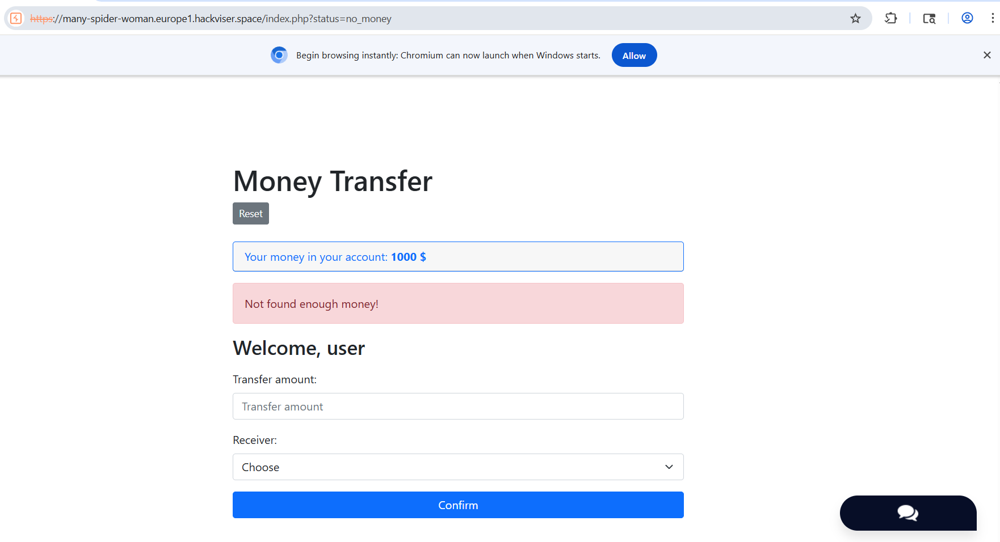 https://many-spider-woman.europe1.hackviser.space/index.php?status=no_money
Begin browsing instantly: Chromium can now launch when Windows starts.
Allow
Money Transfer
Reset
Your money in your account: 1000 $
Not found enough money!
Welcome, user
Transfer amount:
Transfer amount
Receiver:
Choose
Confirm